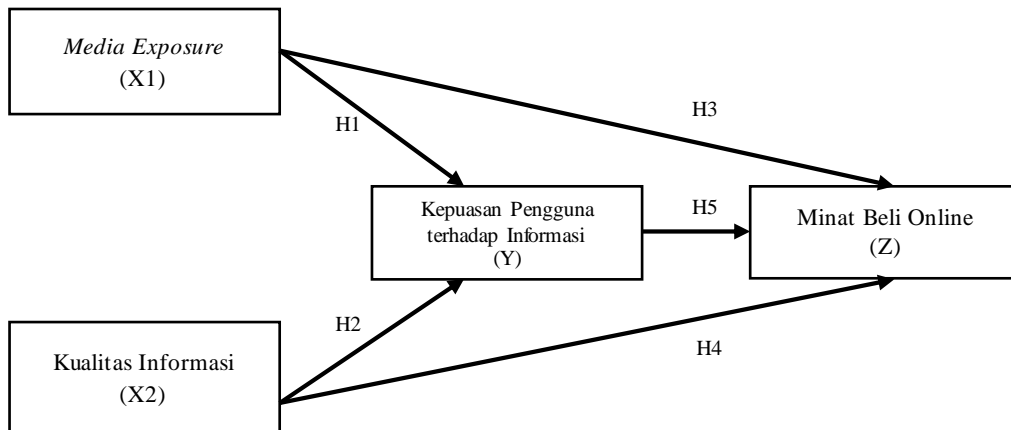 Media Exposure
(X1)
H3
H1
Kepuasan Pengguna
terhadap Informasi
(Y)
H5
Minat Beli Online
(Z)
H2
H4
Kualitas Informasi
(X2)